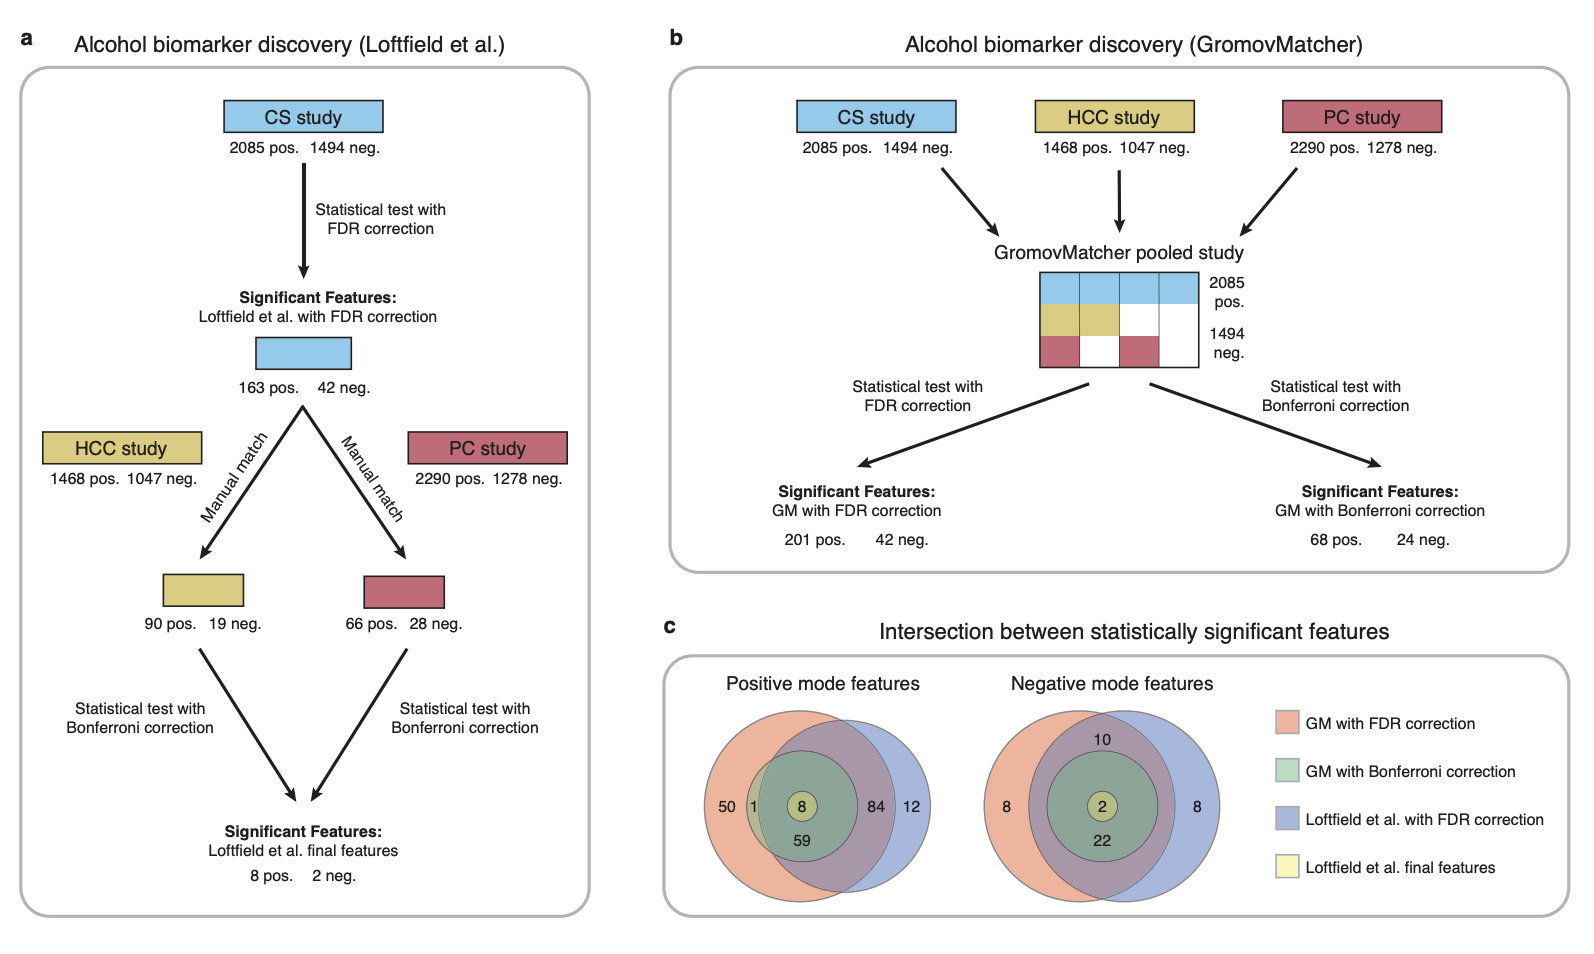 a
Alcohol biomarker discovery (Loftfield et al.)
CS study
2085 pos. 1494 neg.
Statistical test with
FDR correction
Significant Features:
Loftfield et al. with FDR correction
163 pos. 42 neg.
HCC study
1468 pos. 1047 neg.
Manual match
Manual match
PC study
2290 pos. 1278 neg.
90 pos. 19 neg.
66 pos. 28 neg.
Statistical test with
Bonferroni correction
Statistical test with
Bonferroni correction
Significant Features:
Loftfield et al. final features
8 pos. 2 neg.
b
Alcohol biomarker discovery (GromovMatcher)
CS study
2085 pos. 1494 neg.
HCC study
1468 pos. 1047 neg.
PC study
2290 pos. 1278 neg.
GromovMatcher pooled study
2085
pos.
1494
neg.
Statistical test with
FDR correction
Statistical test with
Bonferroni correction
Significant Features:
GM with FDR correction
201 pos. 42 neg.
Significant Features:
GM with Bonferroni correction
68 pos. 24 neg.
c
Intersection between statistically significant features
Positive mode features
50 1 8 84 12
59
Negative mode features
10
8 2 8
22
GM with FDR correction
GM with Bonferroni correction
Loftfield et al. with FDR correction
Loftfield et al. final features